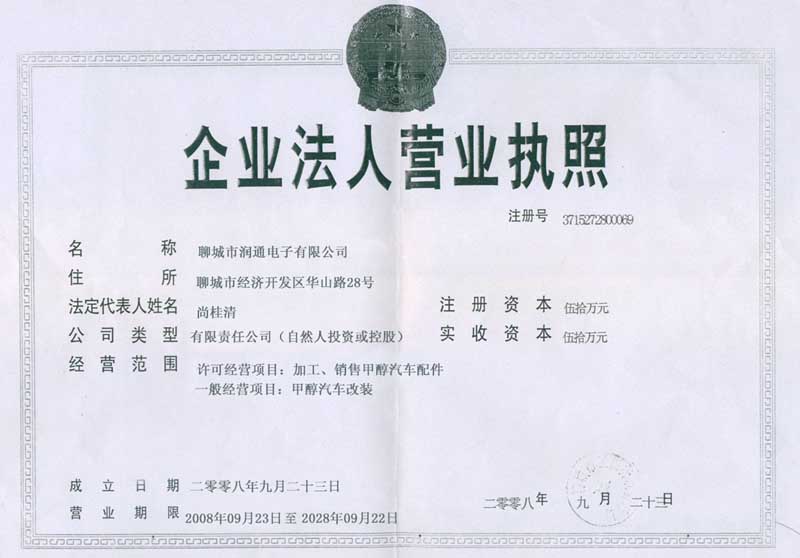 企业法人营业执照
注册号 3715272800069
名称 聊城市润通电子有限公司
住所 聊城市经济开发区华山路28号
法定代表人姓名 尚桂清 注册资本 伍拾万元
公司类型 有限责任公司（自然人投资或控股） 实收资本 伍拾万元
经营范围 许可经营项目：加工、销售甲醇汽车配件
一般经营项目：甲醇汽车改装
成立日期 二零零八年九月二十三日
营业期限 2008年09月23日至2028年09月22日
二零零八年 九月 二十三日